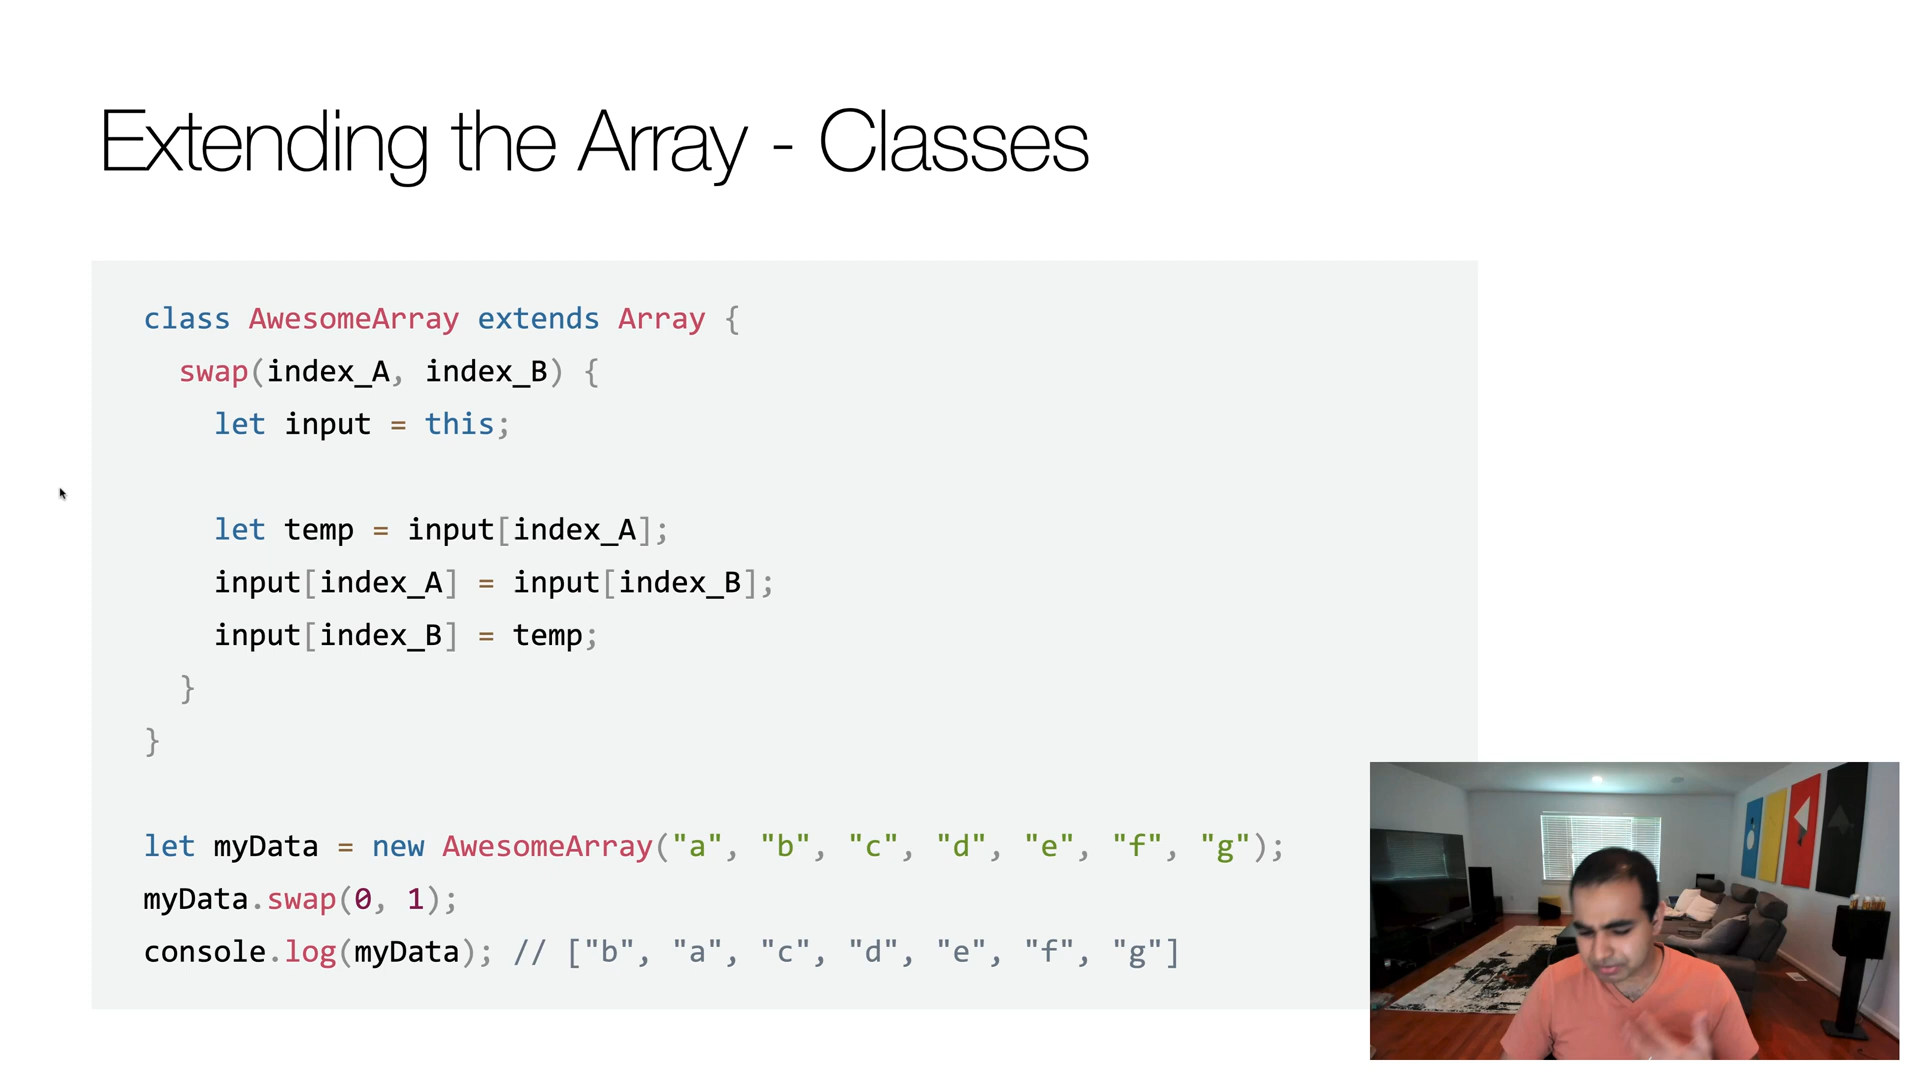 Extending the Array - Classes
class AwesomeArray extends Array {
swap(index_A, index_B) {
let input = this;
let temp = input[index_A];
input[index_A] = input[index_B];
input[index_B] = temp;
}
}
let myData = new AwesomeArray("a", "b", "c", "d", "e", "f", "g");
myData.swap(0, 1);
console.log(myData); // ["b", "a", "c", "d", "e", "f", "g"]